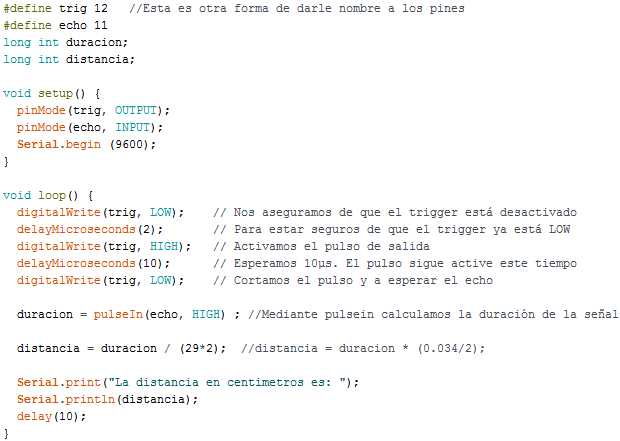 #define trig 12   //Esta es otra forma de darle nombre a los pines
#define echo 11
long int duracion;
long int distancia;

void setup() {
  pinMode(trig, OUTPUT);
  pinMode(echo, INPUT);
  Serial.begin (9600);
}

void loop() {
  digitalWrite(trig, LOW);    // Nos aseguramos de que el trigger está desactivado
  delayMicroseconds(2);       // Para estar seguros de que el trigger ya está LOW
  digitalWrite(trig, HIGH);   // Activamos el pulso de salida
  delayMicroseconds(10);      // Esperamos 10µs. El pulso sigue active este tiempo
  digitalWrite(trig, LOW);    // Cortamos el pulso y a esperar el echo

  duracion = pulseIn(echo, HIGH) ; //Mediante pulsein calculamos la duración de la señal

  distancia = duracion / (29*2);  //distancia = duracion * (0.034/2);

  Serial.print("La distancia en centimetros es: ");
  Serial.println(distancia);
  delay(10);
}